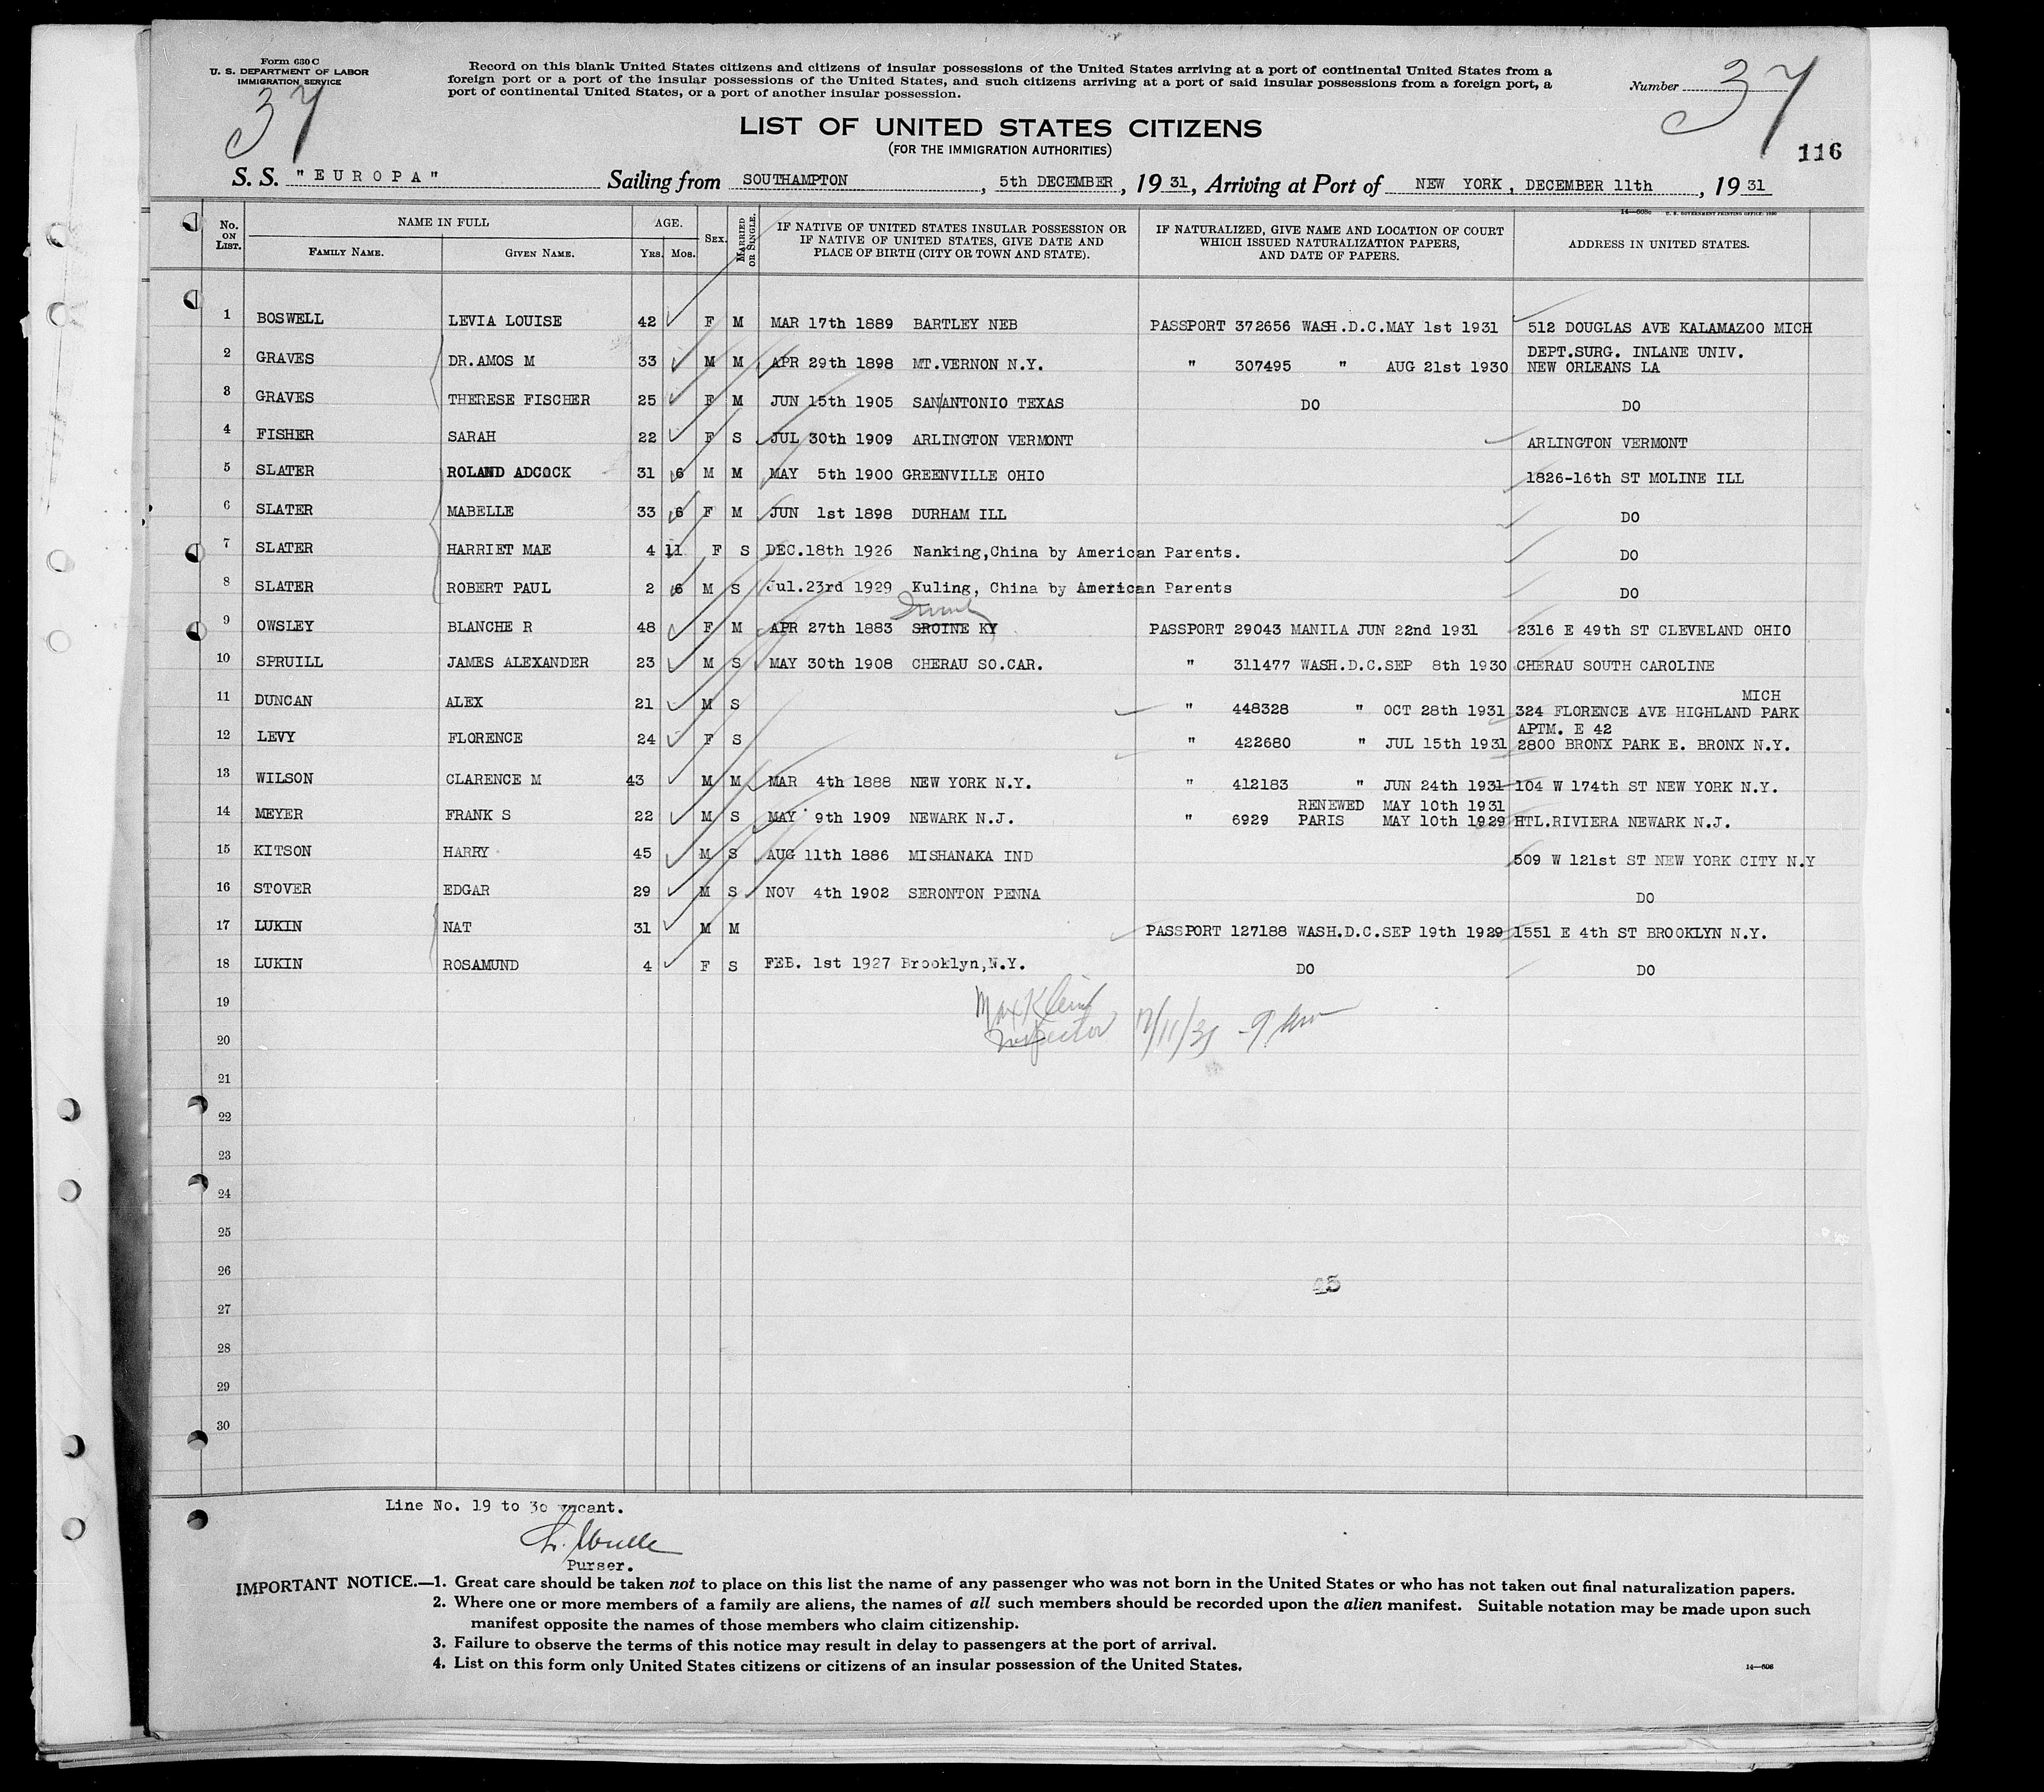 Form 630 C
U. S. DEPARTMENT OF LABOR
IMMIGRATION SERVICE
37
Record on this blank United States citizens and citizens of insular possessions of the United States arriving at a port of continental United States from a
foreign port or a port of the insular possessions of the United States, and such citizens arriving at a port of said insular possessions from a foreign port, a
port of continental United States, or a port of another insular possession.
Number 37
LIST OF UNITED STATES CITIZENS
(FOR THE IMMIGRATION AUTHORITIES)
116
S. S. "EUROPA" Sailing from SOUTHAMPTON, 5th DECEMBER, 1931, Arriving at Port of NEW YORK, DECEMBER 11th, 1931
14—608c U. S. GOVERNMENT PRINTING OFFICE: 1930
No. ON LIST. NAME IN FULL FAMILY NAME. GIVEN NAME. AGE. Yrs. Mos. SEX. MARRIED OR SINGLE. IF NATIVE OF UNITED STATES INSULAR POSSESSION OR IF NATIVE OF UNITED STATES, GIVE DATE AND PLACE OF BIRTH (CITY OR TOWN AND STATE). IF NATURALIZED, GIVE NAME AND LOCATION OF COURT WHICH ISSUED NATURALIZATION PAPERS, AND DATE OF PAPERS. ADDRESS IN UNITED STATES.
1 BOSWELL LEVIA LOUISE 42 F M MAR 17th 1889 BARTLEY NEB PASSPORT 372656 WASH.D.C.MAY 1st 1931 512 DOUGLAS AVE KALAMAZOO MICH
2 GRAVES DR.AMOS M 33 M M APR 29th 1898 MT.VERNON N.Y. " 307495 " AUG 21st 1930 DEPT.SURG. INLANE UNIV. NEW ORLEANS LA
3 GRAVES THERESE FISCHER 25 F M JUN 15th 1905 SAN/ANTONIO TEXAS DO DO
4 FISHER SARAH 22 F S JUL 30th 1909 ARLINGTON VERMONT ARLINGTON VERMONT
5 SLATER ROLAND ADCOCK 31 6 M M MAY 5th 1900 GREENVILLE OHIO 1826-16th ST MOLINE ILL
6 SLATER MABELLE 33 6 F M JUN 1st 1898 DURHAM ILL DO
7 SLATER HARRIET MAE 4 11 F S DEC.18th 1926 Nanking,China by American Parents. DO
8 SLATER ROBERT PAUL 2 6 M S Jul.23rd 1929 Kuling, China by American Parents DO
9 OWSLEY BLANCHE R 48 F M APR 27th 1883 SROINE KY PASSPORT 29043 MANILA JUN 22nd 1931 2316 E 49th ST CLEVELAND OHIO
10 SPRUILL JAMES ALEXANDER 23 M S MAY 30th 1908 CHERAU SO.CAR. " 311477 WASH.D.C.SEP 8th 1930 CHERAU SOUTH CAROLINE
11 DUNCAN ALEX 21 M S " 448328 " OCT 28th 1931 324 FLORENCE AVE HIGHLAND PARK MICH
12 LEVY FLORENCE 24 F S " 422680 " JUL 15th 1931 APTM. E 42 2800 BRONX PARK E. BRONX N.Y.
13 WILSON CLARENCE M 43 M M MAR 4th 1888 NEW YORK N.Y. " 412183 " JUN 24th 1931 104 W 174th ST NEW YORK N.Y.
RENEWED MAY 10th 1931
14 MEYER FRANK S 22 M S MAY 9th 1909 NEWARK N.J. " 6929 PARIS MAY 10th 1929 HTL.RIVIERA NEWARK N.J.
15 KITSON HARRY 45 M S AUG 11th 1886 MISHANAKA IND 509 W 121st ST NEW YORK CITY N.Y
16 STOVER EDGAR 29 M S NOV 4th 1902 SERONTON PENNA DO
17 LUKIN NAT 31 M M PASSPORT 127188 WASH.D.C.SEP 19th 1929 1551 E 4th ST BROOKLYN N.Y.
18 LUKIN ROSAMUND 4 F S FEB. 1st 1927 Brooklyn,N.Y. DO DO
19
Max Klein
Inspector 12/11/31
20
21
22
23
24
25
26
27
28
29
30
Line No. 19 to 30 vacant.
Purser.
IMPORTANT NOTICE.—1. Great care should be taken not to place on this list the name of any passenger who was not born in the United States or who has not taken out final naturalization papers.
2. Where one or more members of a family are aliens, the names of all such members should be recorded upon the alien manifest. Suitable notation may be made upon such
manifest opposite the names of those members who claim citizenship.
3. Failure to observe the terms of this notice may result in delay to passengers at the port of arrival.
4. List on this form only United States citizens or citizens of an insular possession of the United States.
14—608